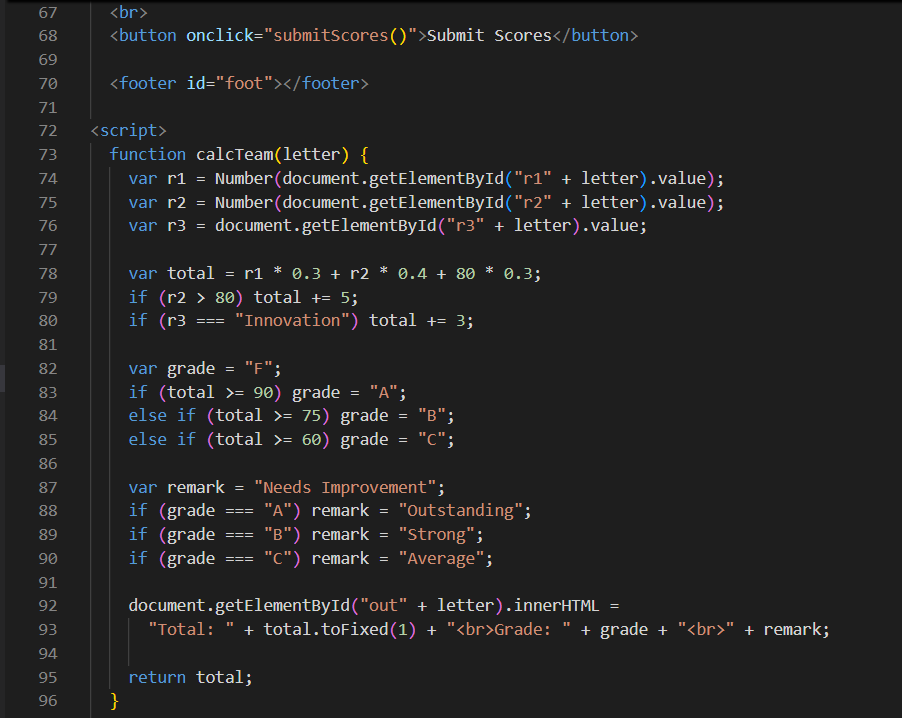 67 <br>
68 <button onclick="submitScores()">Submit Scores</button>
69
70 <footer id="foot"></footer>
71
72 <script>
73 function calcTeam(letter) {
74 var r1 = Number(document.getElementById("r1" + letter).value);
75 var r2 = Number(document.getElementById("r2" + letter).value);
76 var r3 = document.getElementById("r3" + letter).value;
77
78 var total = r1 * 0.3 + r2 * 0.4 + 80 * 0.3;
79 if (r2 > 80) total += 5;
80 if (r3 === "Innovation") total += 3;
81
82 var grade = "F";
83 if (total >= 90) grade = "A";
84 else if (total >= 75) grade = "B";
85 else if (total >= 60) grade = "C";
86
87 var remark = "Needs Improvement";
88 if (grade === "A") remark = "Outstanding";
89 if (grade === "B") remark = "Strong";
90 if (grade === "C") remark = "Average";
91
92 document.getElementById("out" + letter).innerHTML =
93 "Total: " + total.toFixed(1) + "<br>Grade: " + grade + "<br>" + remark;
94
95 return total;
96 }